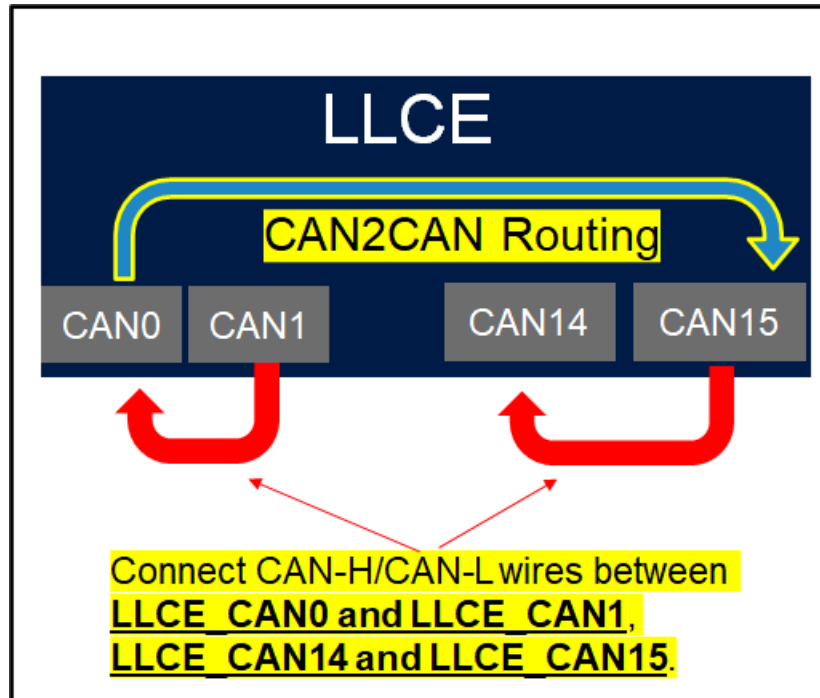 LLCE
CAN2CAN Routing
CAN0 CAN1 CAN14 CAN15
Connect CAN-H/CAN-L wires between
LLCE_CAN0 and LLCE_CAN1,
LLCE_CAN14 and LLCE_CAN15.